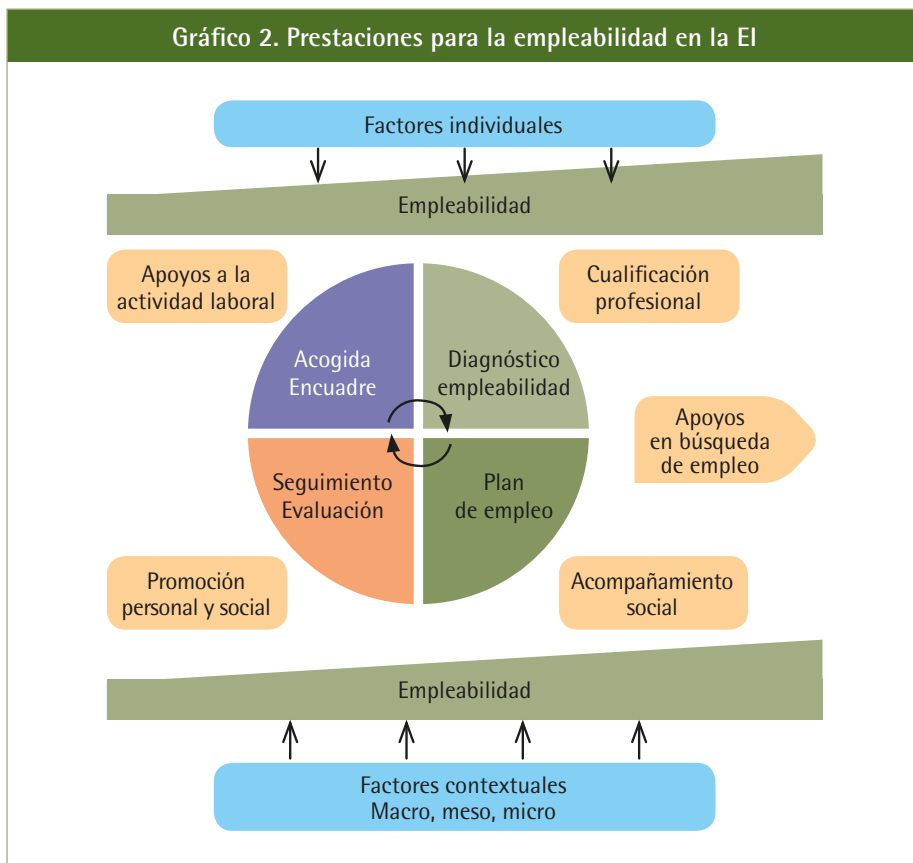 Gráfico 2. Prestaciones para la empleabilidad en la EI
Factores individuales
Empleabilidad
Apoyos a la
actividad laboral
Cualificación
profesional
Acogida
Encuadre
Diagnóstico
empleabilidad
Apoyos
en búsqueda
de empleo
Seguimiento
Evaluación
Plan
de empleo
Promoción
personal y social
Acompañamiento
social
Empleabilidad
Factores contextuales
Macro, meso, micro